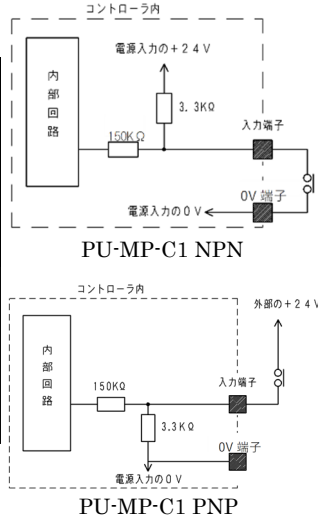 コントローラ内
電源入力の＋２４Ｖ
内部回路
3.3KΩ
150KΩ
入力端子
0V 端子
電源入力の０Ｖ
PU-MP-C1 NPN
コントローラ内
外部の＋２４Ｖ
内部回路
150KΩ
入力端子
3.3KΩ
0V 端子
電源入力の０Ｖ
PU-MP-C1 PNP